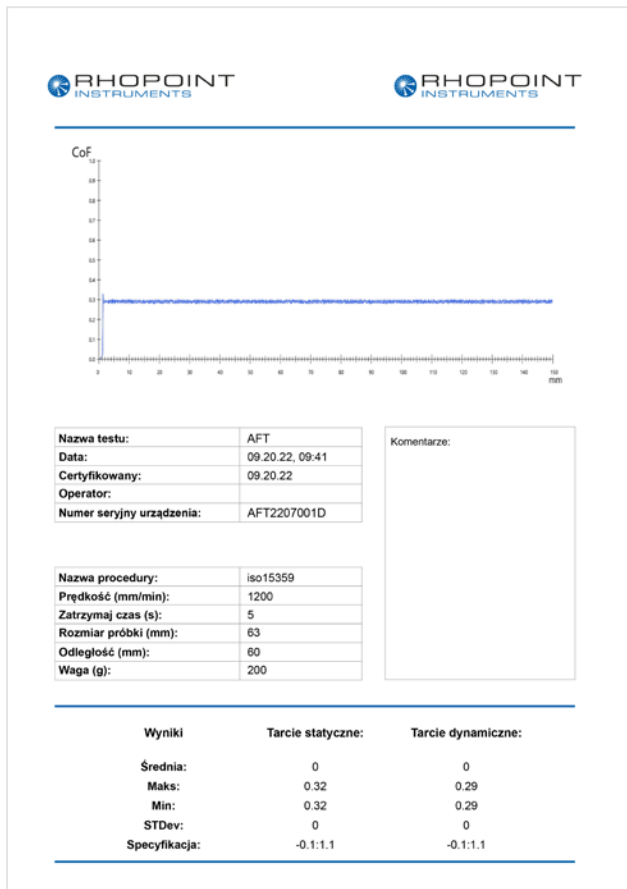 RHOPOINT INSTRUMENTS RHOPOINT INSTRUMENTS
CoF
1,0
0,9
0,8
0,7
0,6
0,5
0,4
0,3
0,2
0,1
0,0
0 10 20 30 40 50 60 70 80 90 100 110 120 130 140 150
mm
Nazwa testu: AFT
Data: 09.20.22, 09:41
Certyfikowany: 09.20.22
Operator:
Numer seryjny urządzenia: AFT2207001D
Komentarze:
Nazwa procedury: iso15359
Prędkość (mm/min): 1200
Zatrzymaj czas (s): 5
Rozmiar próbki (mm): 63
Odległość (mm): 60
Waga (g): 200
Wyniki Tarcie statyczne: Tarcie dynamiczne:
Średnia: 0 0
Maks: 0.32 0.29
Min: 0.32 0.29
STDev: 0 0
Specyfikacja: -0.1:1.1 -0.1:1.1